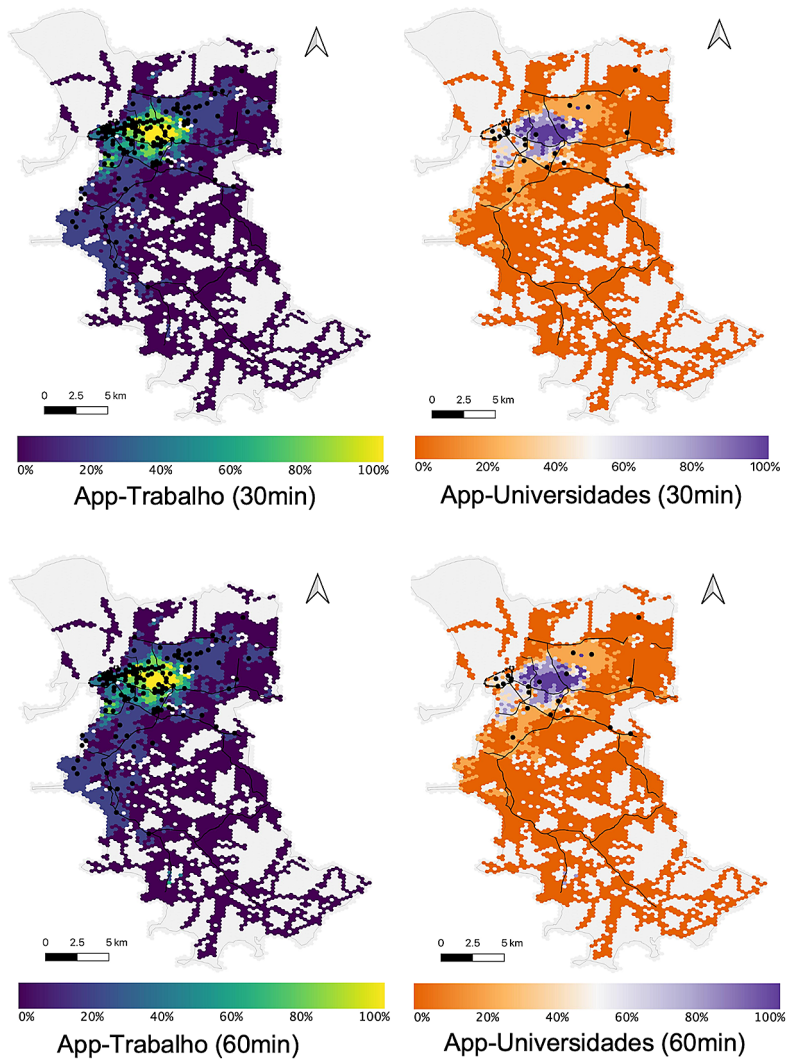 0 2.5 5 km
0 2.5 5 km
0% 20% 40% 60% 80% 100%
0% 20% 40% 60% 80% 100%
App-Trabalho (30min)
App-Universidades (30min)
0 2.5 5 km
0 2.5 5 km
0% 20% 40% 60% 80% 100%
0% 20% 40% 60% 80% 100%
App-Trabalho (60min)
App-Universidades (60min)